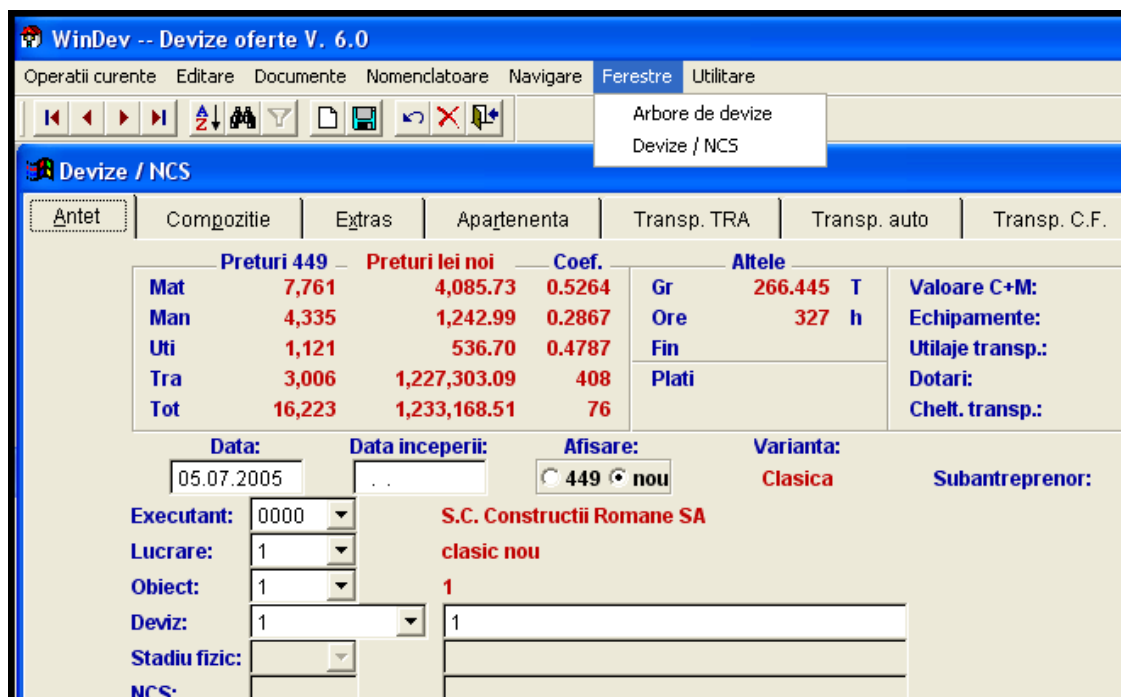 WinDev -- Devize oferte V. 6.0
Operatii curente Editare Documente Nomenclatoare Navigare Ferestre Utilitare
Arbore de devize
Devize / NCS
Devize / NCS
Antet Compozitie Extras Apartenenta Transp. TRA Transp. auto Transp. C.F.
Preturi 449 Preturi lei noi Coef. Altele
Mat 7,761 4,085.73 0.5264 Gr 266.445 T Valoare C+M:
Man 4,335 1,242.99 0.2867 Ore 327 h Echipamente:
Uti 1,121 536.70 0.4787 Fin Utilaje transp.:
Tra 3,006 1,227,303.09 408 Plati Dotari:
Tot 16,223 1,233,168.51 76 Chelt. transp.:
Data: Data inceperii: Afisare: Varianta:
05.07.2005 . . 449 nou Clasica Subantreprenor:
Executant: 0000 S.C. Constructii Romane SA
Lucrare: 1 clasic nou
Obiect: 1 1
Deviz: 1 1
Stadiu fizic:
NCS: